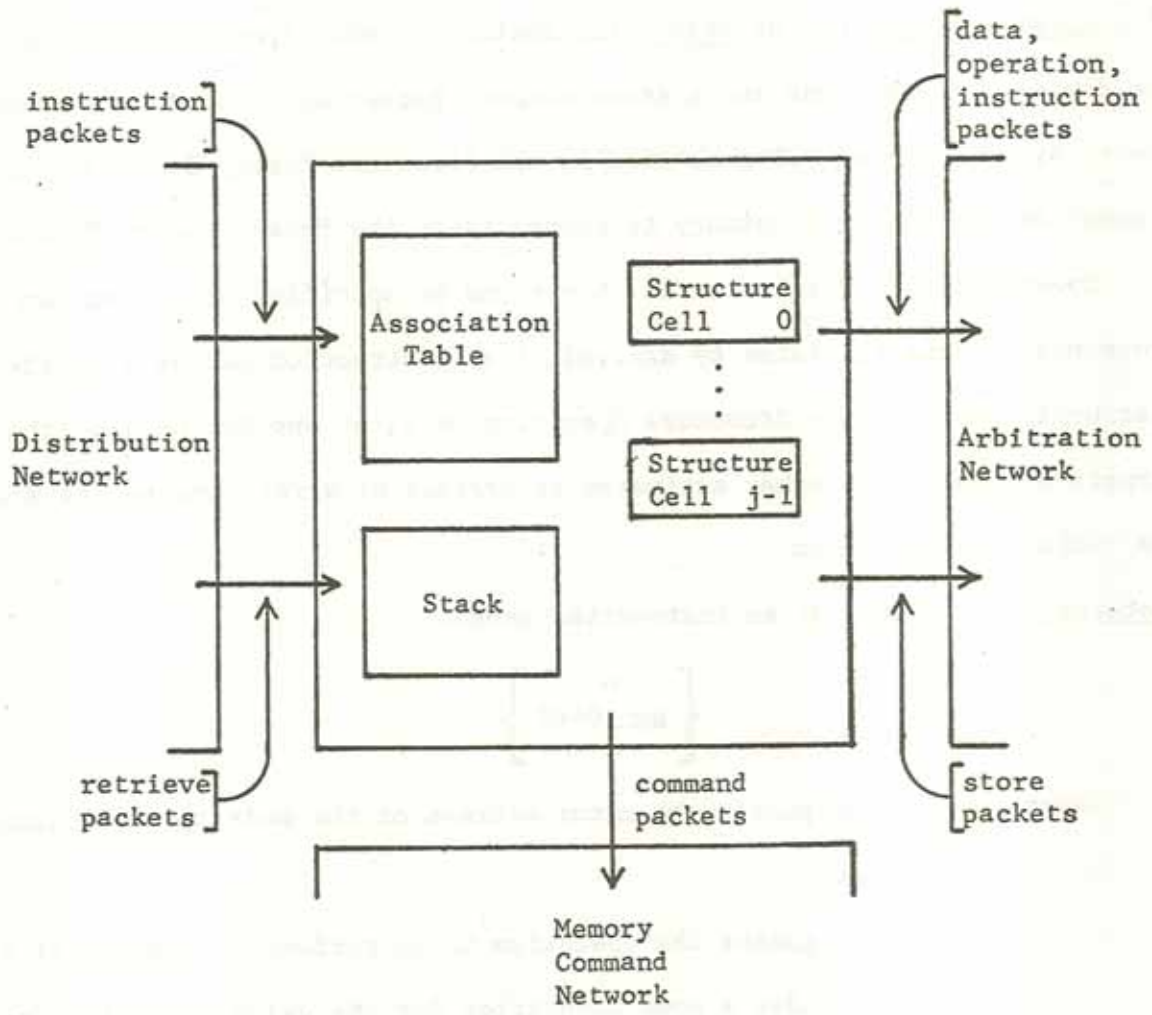 data,
operation,
instruction
packets
instruction
packets
Association
Table
Structure
Cell 0
Structure
Cell j-1
Distribution
Network
Arbitration
Network
Stack
retrieve
packets
command
packets
store
packets
Memory
Command
Network